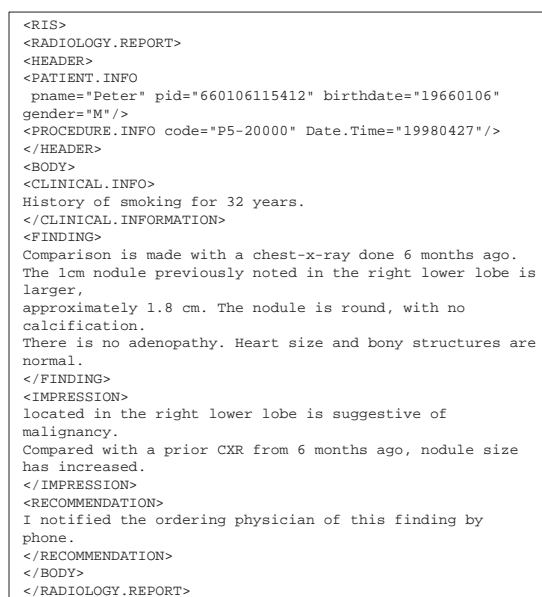 <RIS>
<RADIOLOGY.REPORT>
<HEADER>
<PATIENT.INFO
 pname="Peter" pid="660106115412" birthdate="19660106"
gender="M"/>
<PROCEDURE.INFO code="P5-20000" Date.Time="19980427"/>
</HEADER>
<BODY>
<CLINICAL.INFO>
History of smoking for 32 years.
</CLINICAL.INFORMATION>
<FINDING>
Comparison is made with a chest-x-ray done 6 months ago.
The 1cm nodule previously noted in the right lower lobe is
larger,
approximately 1.8 cm. The nodule is round, with no
calcification.
There is no adenopathy. Heart size and bony structures are
normal.
</FINDING>
<IMPRESSION>
located in the right lower lobe is suggestive of
malignancy.
Compared with a prior CXR from 6 months ago, nodule size
has increased.
</IMPRESSION>
<RECOMMENDATION>
I notified the ordering physician of this finding by
phone.
</RECOMMENDATION>
</BODY>
</RADIOLOGY.REPORT>